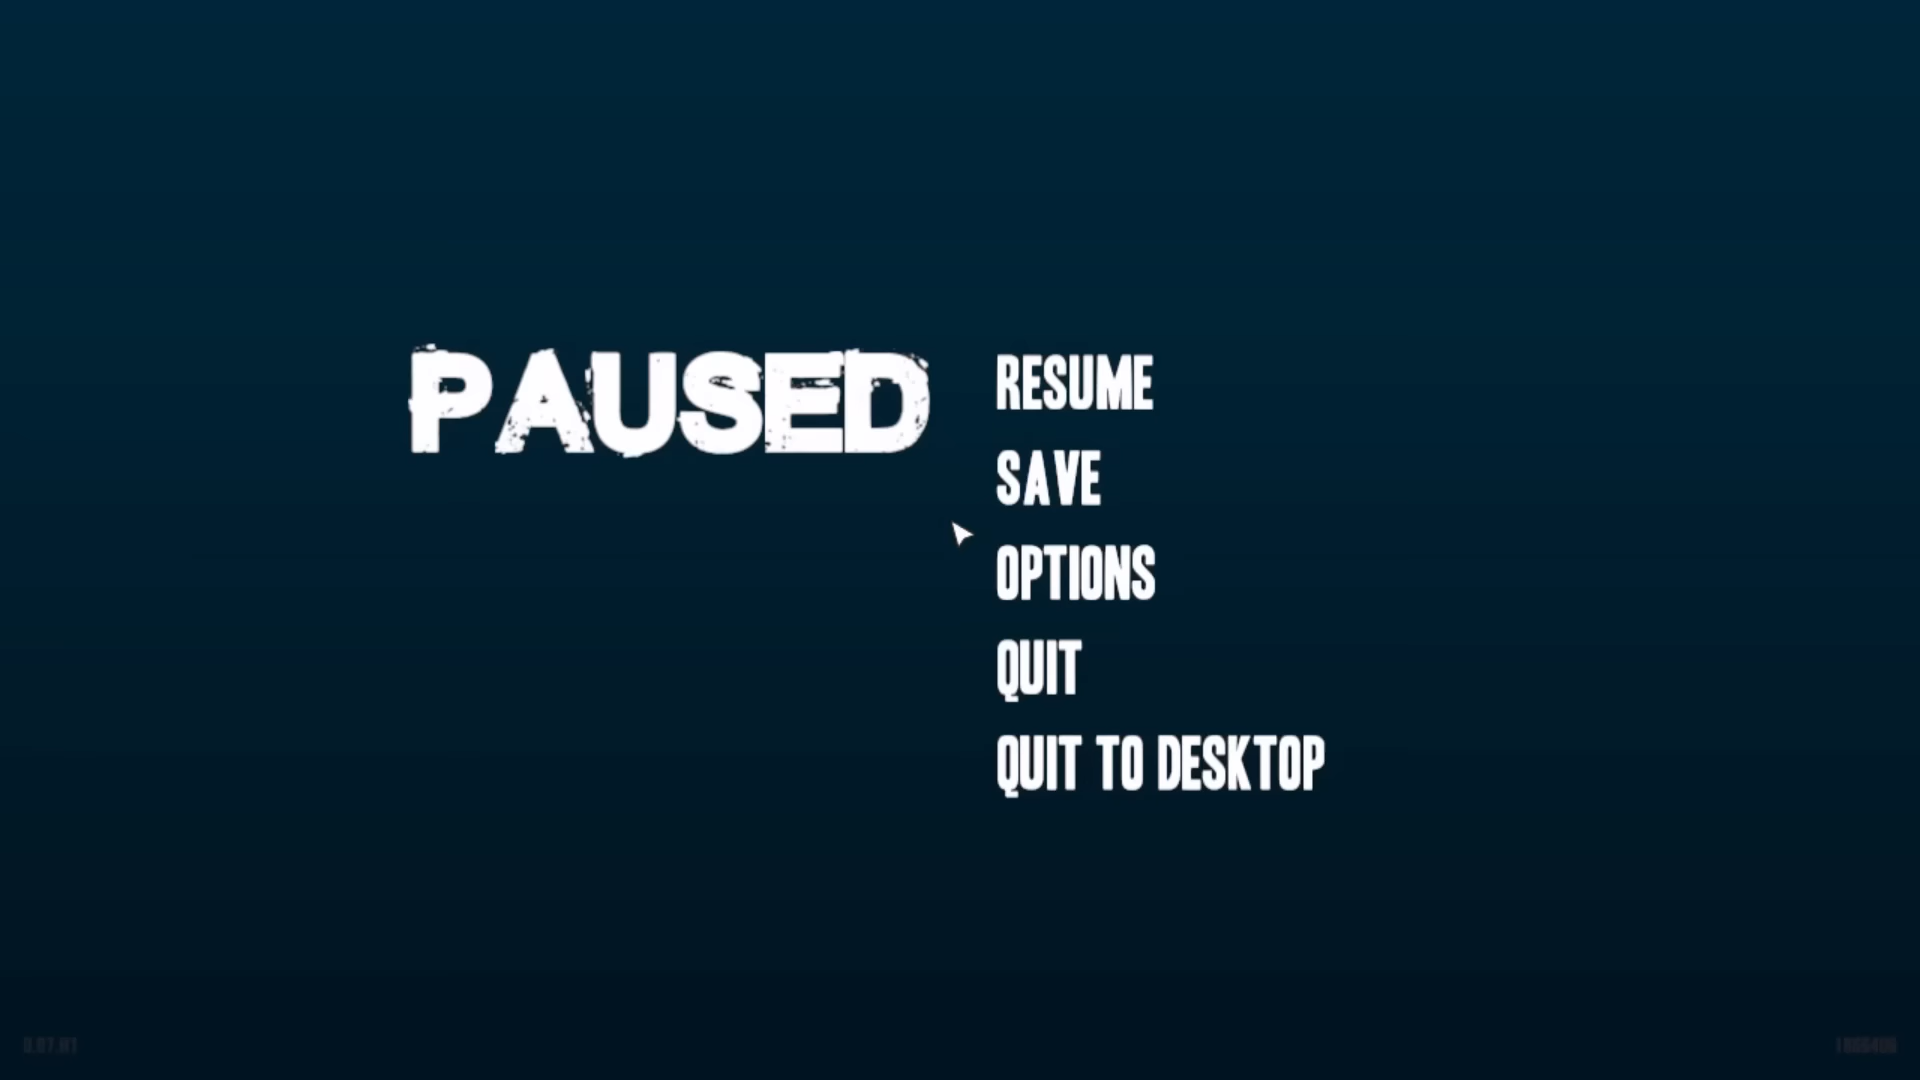 PAUSED
RESUME
SAVE
OPTIONS
QUIT
QUIT TO DESKTOP